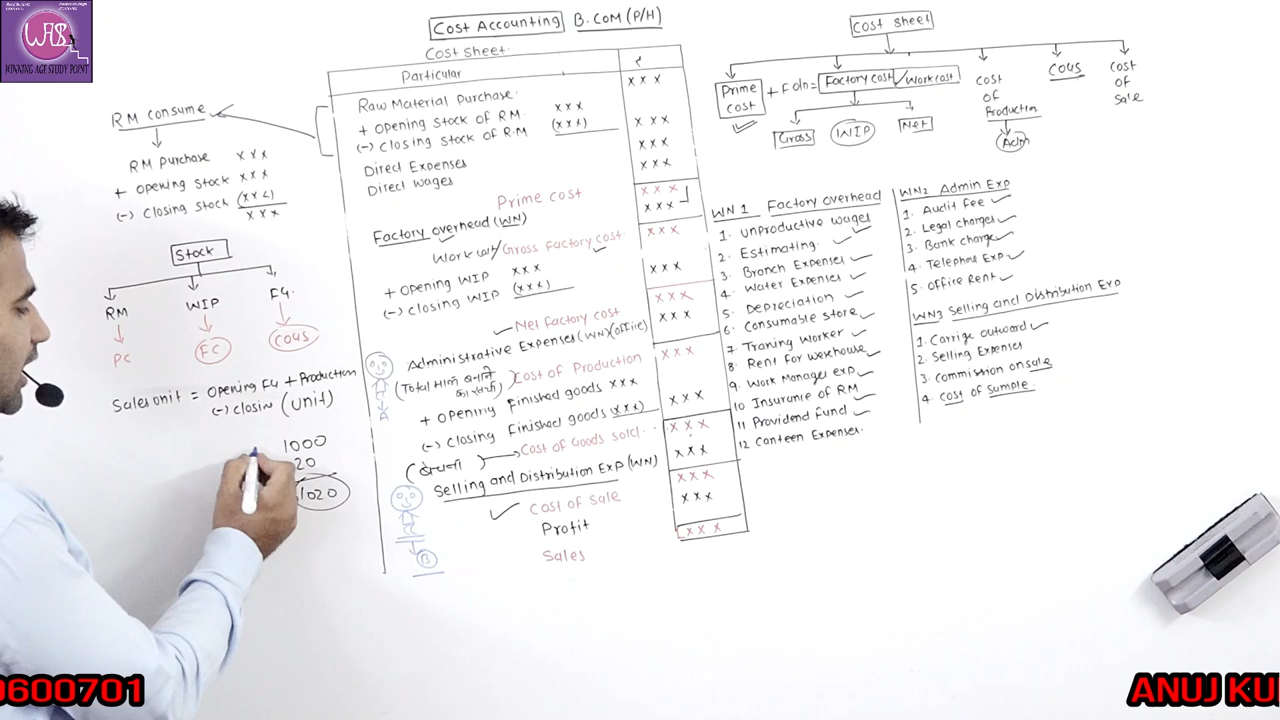 WAS
WINNING AGE STUDY POINT
Cost Accounting B.COM (P/H)
Cost sheet.
Particular
₹
Raw Material Purchase. x x x
+ Opening Stock of RM. x x x
(-) Closing Stock of R.M (x x x) x x x
Direct Expenses x x x
Direct wages x x x
Prime cost x x x
Factory overhead (WN) x x x
Work cost/Gross Factory cost x x x
+ Opening WIP x x x
(-) closing WIP (x x x) x x x
Net factory cost x x x
Administrative Expenses (WN)(office) x x x
Cost of Production x x x
+ Opening Finished goods x x x
(-) Closing Finished goods (x x x) x x x
Cost of Goods sold. x x x
Selling and Distribution Exp (WN) x x x
Cost of Sale x x x
Profit x x x
Sales x x x
A
B
RM consume
RM purchase x x x
+ Opening stock x x x
(-) Closing stock (x x x)
x x x
Stock
RM WIP FG.
PC FC COGS
Sales unit = Opening FG + Production
(-) closin (unit)
1000
20
1020
Cost sheet
Prime cost + FOH = Factory cost / Work cost
Gross WIP Net
cost of Production
Adm
COGS
cost of Sale
WN 1 Factory overhead
1. Unproductive wages
2. Estimating.
3. Branch Expenses
4. Water Expenses
5. Depreciation
6. Consumable store
7 Traning Worker
8. Rent for warehouse
9. Work Manager exp
10 Insurance of RM
11 Providend fund
12 Canteen Expenses.
WN2 Admin Exp
1. Audit Fee
2. Legal charges
3. Bank charge
4. Telephone Exp.
5. office Rent
WN3 Selling and Distribution Exp
1. Carrige outward
2. Selling Expenses
3. Commission on sale
4. cost of sample
0600701
ANUJ KU